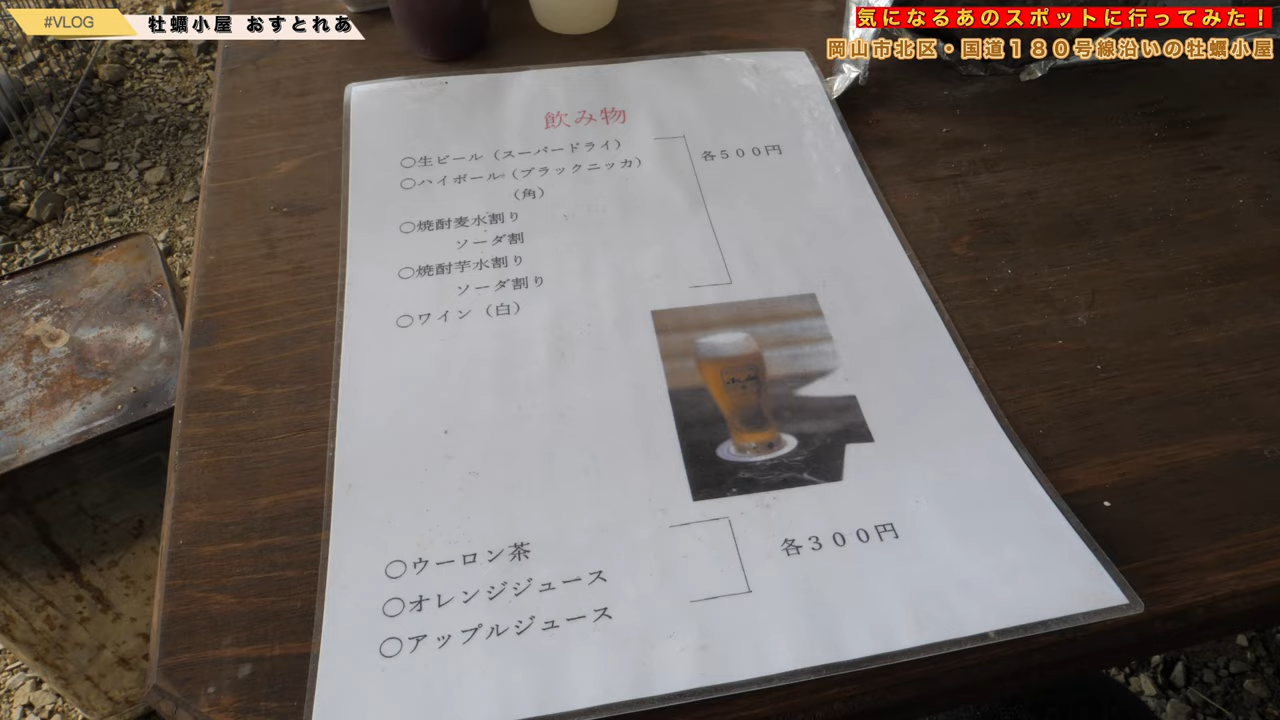 #VLOG
牡蠣小屋 おすとれあ
気になるあのスポットに行ってみた！
岡山市北区・国道１８０号線沿いの牡蠣小屋
飲み物
○生ビール（スーパードライ）
各５００円
○ハイボール（ブラックニッカ）
（角）
○焼酎麦水割り
ソーダ割
○焼酎芋水割り
ソーダ割り
○ワイン（白）
○ウーロン茶
各３００円
○オレンジジュース
○アップルジュース